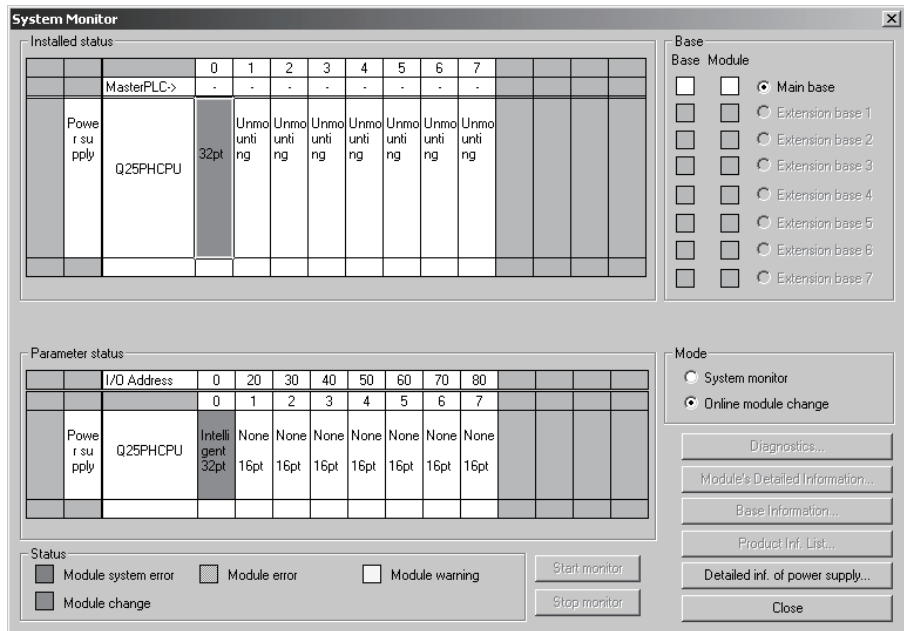 System Monitor
Installed status
0 1 2 3 4 5 6 7
MasterPLC-> - - - - - - - -
Powe
r su
pply
Q25PHCPU
32pt
Unmo
unti
ng
Unmo
unti
ng
Unmo
unti
ng
Unmo
unti
ng
Unmo
unti
ng
Unmo
unti
ng
Unmo
unti
ng
Base
Base Module
Main base
Extension base 1
Extension base 2
Extension base 3
Extension base 4
Extension base 5
Extension base 6
Extension base 7
Parameter status
I/O Address 0 20 30 40 50 60 70 80
0 1 2 3 4 5 6 7
Powe
r su
pply
Q25PHCPU
Intelli
gent
32pt
None None None None None None None
16pt 16pt 16pt 16pt 16pt 16pt 16pt
Mode
System monitor
Online module change
Diagnostics...
Module's Detailed Information...
Base Information...
Product Inf. List...
Detailed inf. of power supply...
Close
Status
Module system error
Module error
Module warning
Module change
Start monitor
Stop monitor